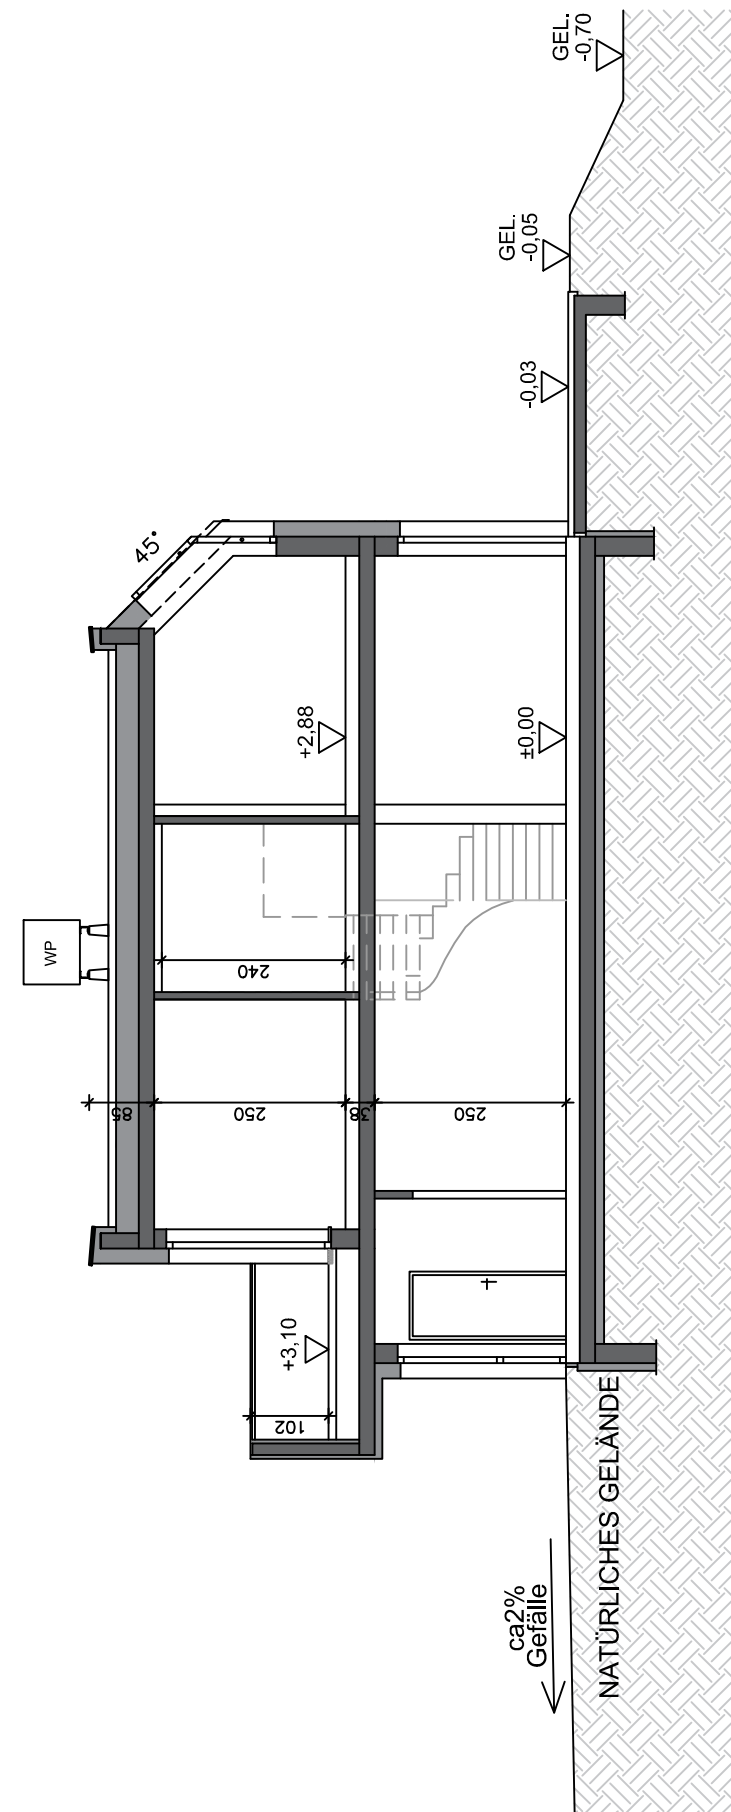 GEL.
-0,70
GEL.
-0,05
-0,03
45°
+2,88
±0,00
WP
240
85
250
38
250
+3,10
102
ca2%
Gefälle
NATÜRLICHES GELÄNDE